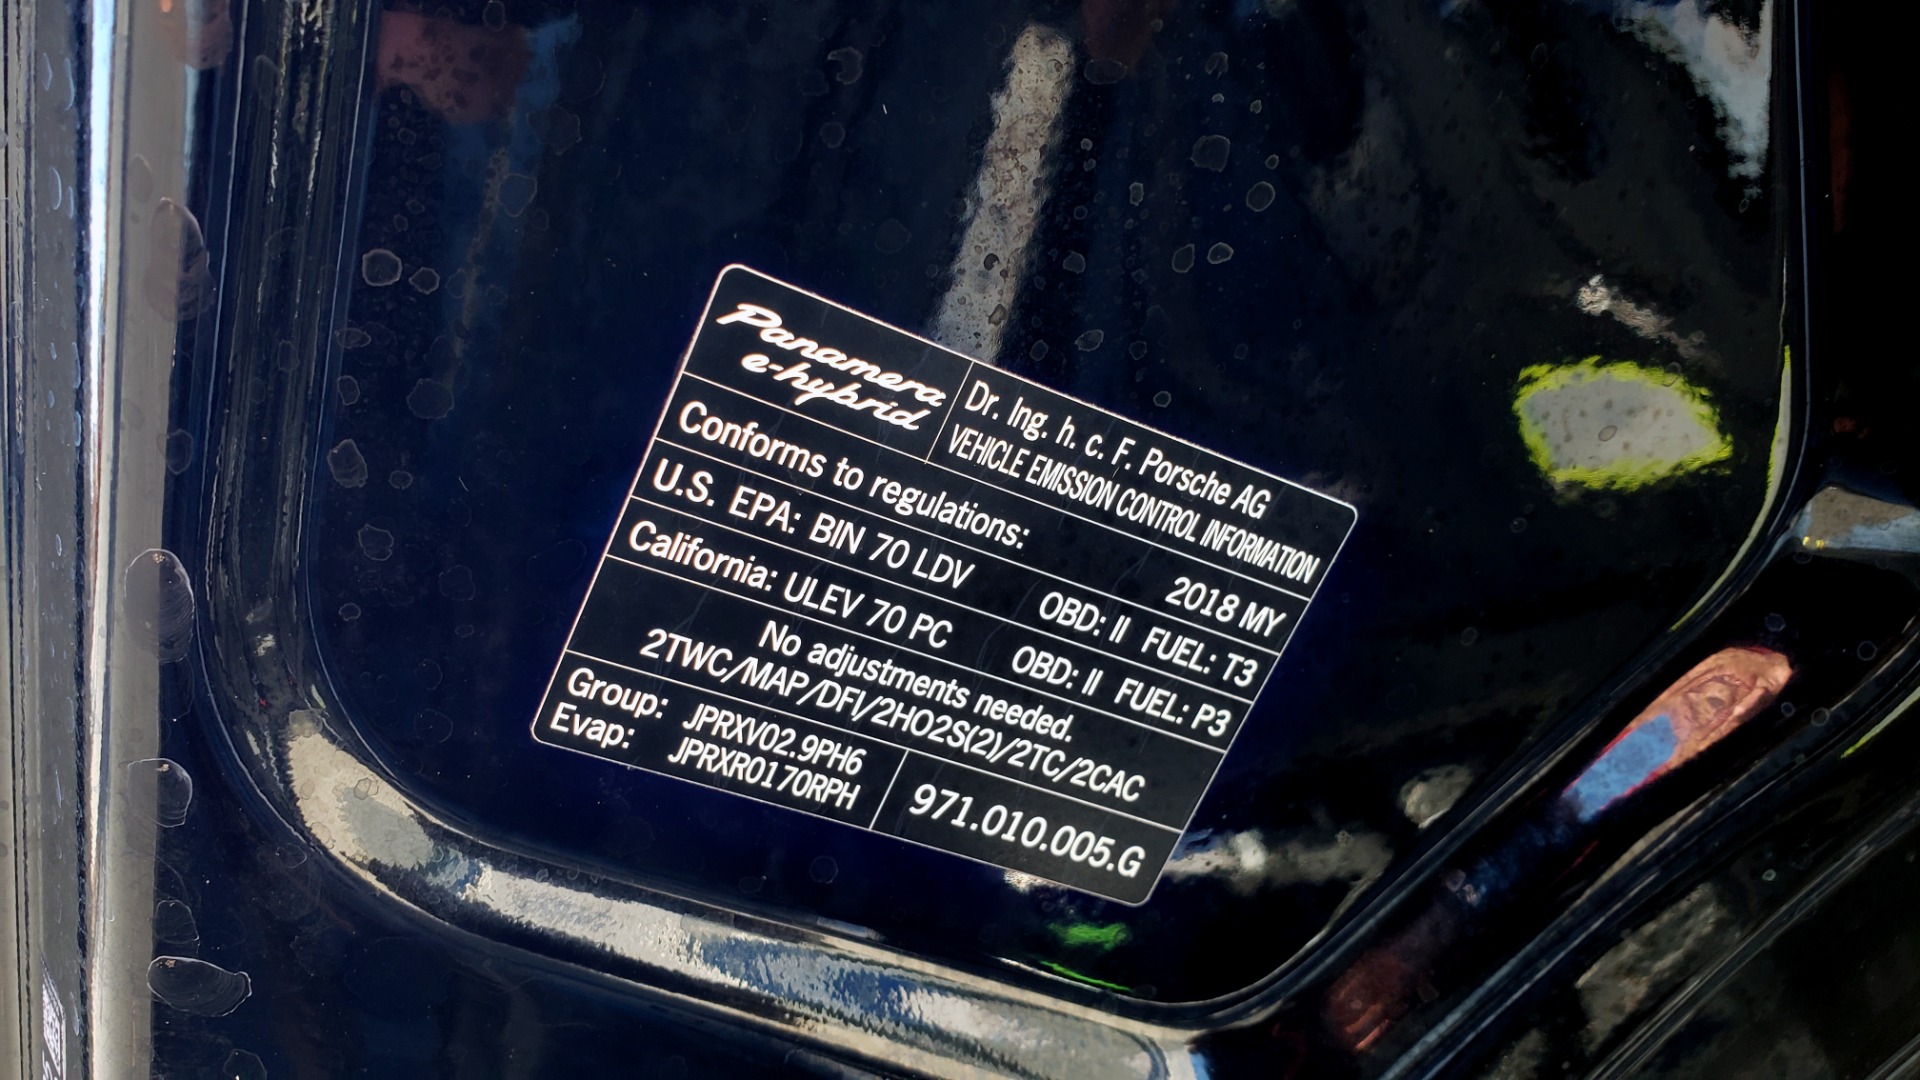 Panamera
e-hybrid
Dr. Ing. h. c. F. Porsche AG
VEHICLE EMISSION CONTROL INFORMATION
Conforms to regulations: 2018 MY
U.S. EPA: BIN 70 LDV OBD: II FUEL: T3
California: ULEV 70 PC OBD: II FUEL: P3
No adjustments needed.
2TWC/MAP/DFI/2HO2S(2)/2TC/2CAC
Group: JPRXV02.9PH6
Evap: JPRXR0170RPH
971.010.005.G